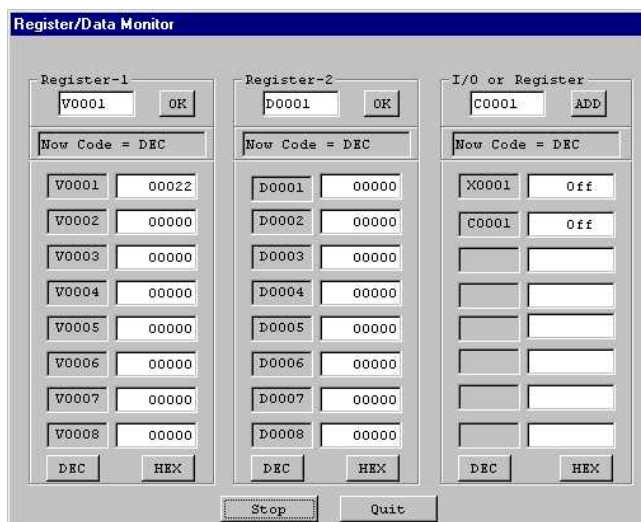 Register/Data Monitor
Register-1
V0001 OK
Now Code = DEC
V0001 00022
V0002 00000
V0003 00000
V0004 00000
V0005 00000
V0006 00000
V0007 00000
V0008 00000
DEC HEX
Register-2
D0001 OK
Now Code = DEC
D0001 00000
D0002 00000
D0003 00000
D0004 00000
D0005 00000
D0006 00000
D0007 00000
D0008 00000
DEC HEX
I/O or Register
C0001 ADD
Now Code = DEC
X0001 Off
C0001 Off
DEC HEX
Stop Quit